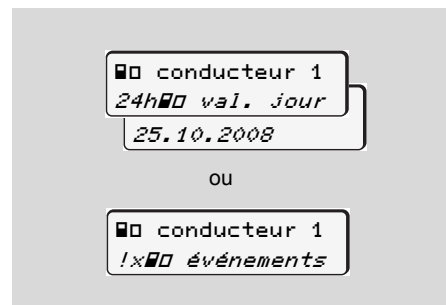 conducteur 1
24h val. jour
25.10.2008
ou
conducteur 1
!x événements